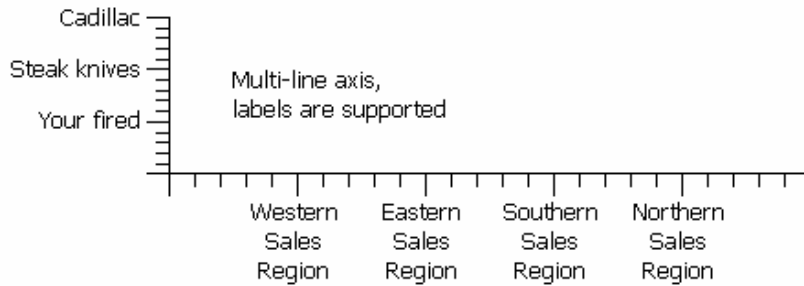 Cadillac
Steak knives
Your fired
Multi-line axis,
labels are supported
Western
Sales
Region
Eastern
Sales
Region
Southern
Sales
Region
Northern
Sales
Region